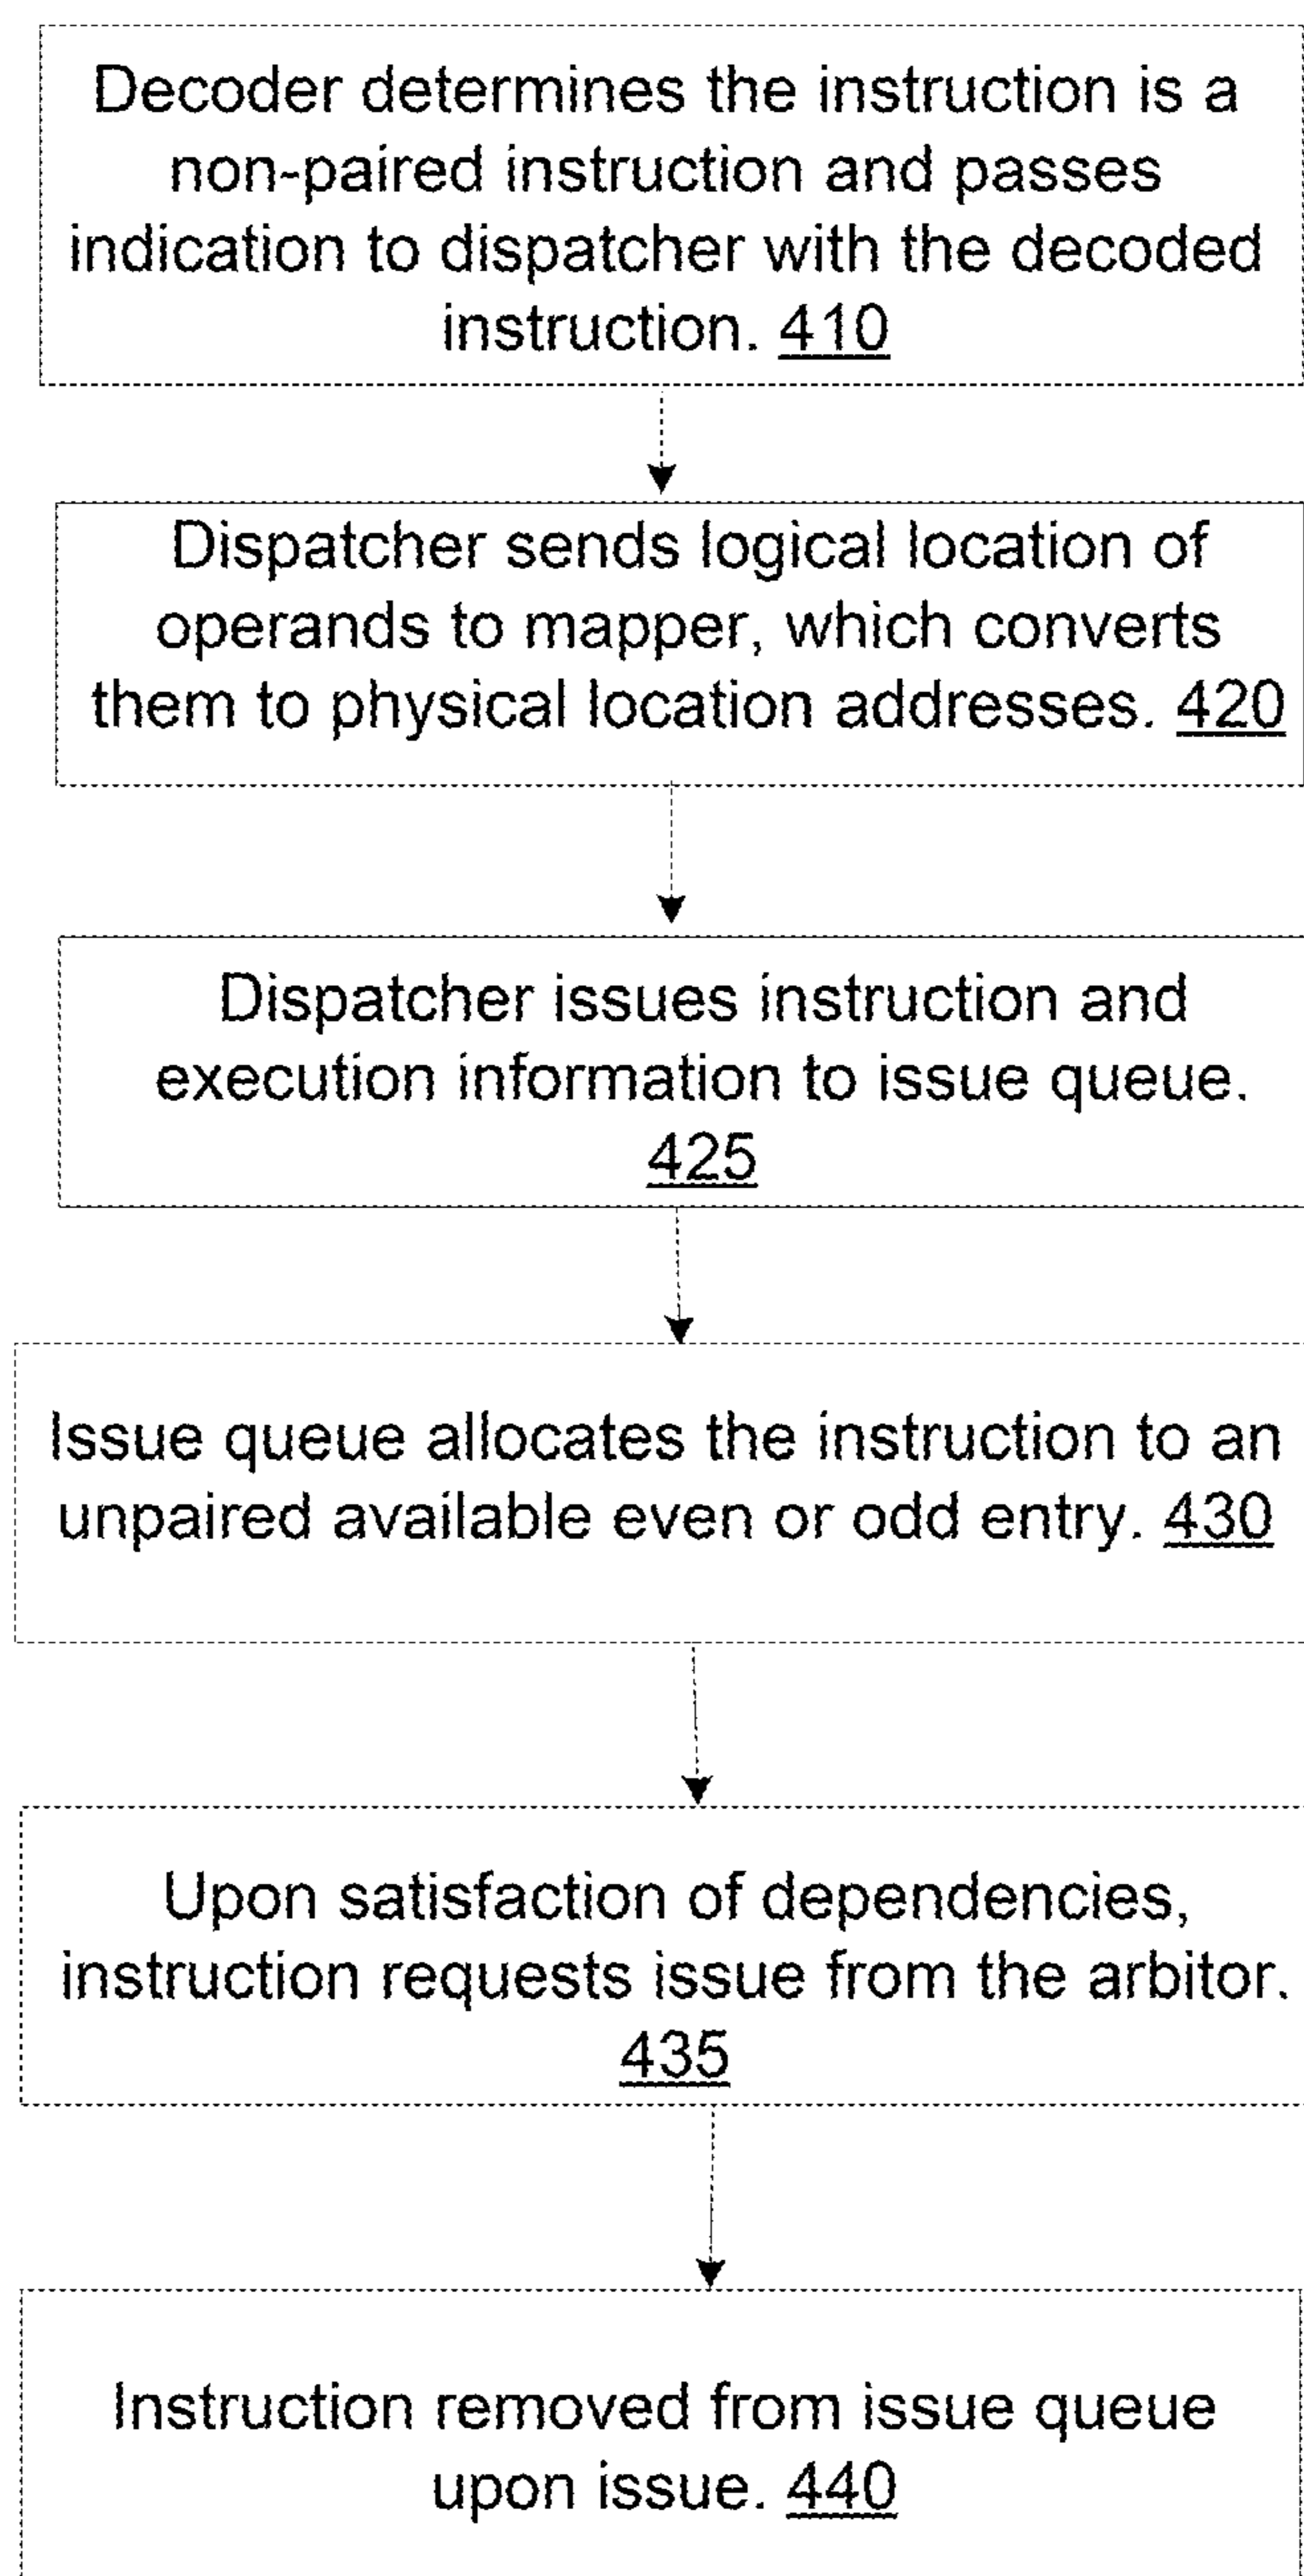 Decoder determines the instruction is a
non-paired instruction and passes
indication to dispatcher with the decoded
instruction. 410
Dispatcher sends logical location of
operands to mapper, which converts
them to physical location addresses. 420
Dispatcher issues instruction and
execution information to issue queue.
425
Issue queue allocates the instruction to an
unpaired available even or odd entry. 430
Upon satisfaction of dependencies,
instruction requests issue from the arbitor.
435
Instruction removed from issue queue
upon issue. 440